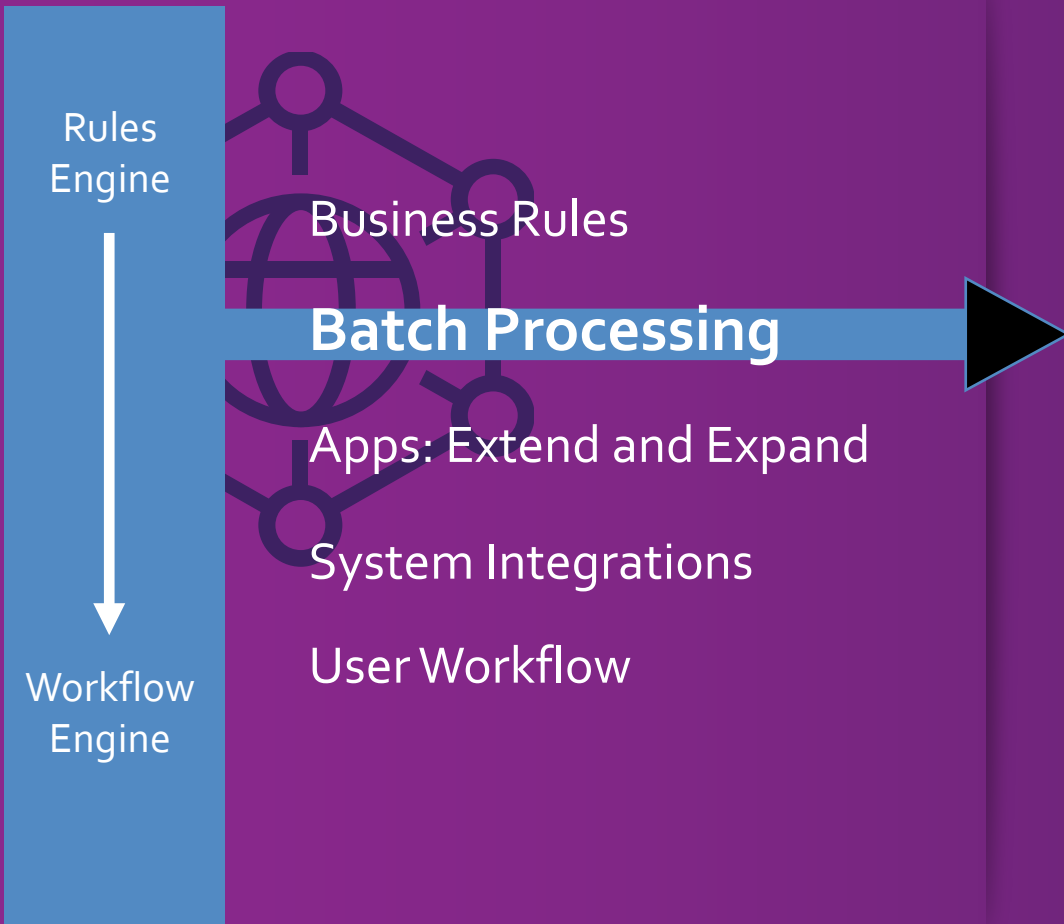 Rules
Engine
Business Rules
Batch Processing
Apps: Extend and Expand
System Integrations
User Workflow
Workflow
Engine